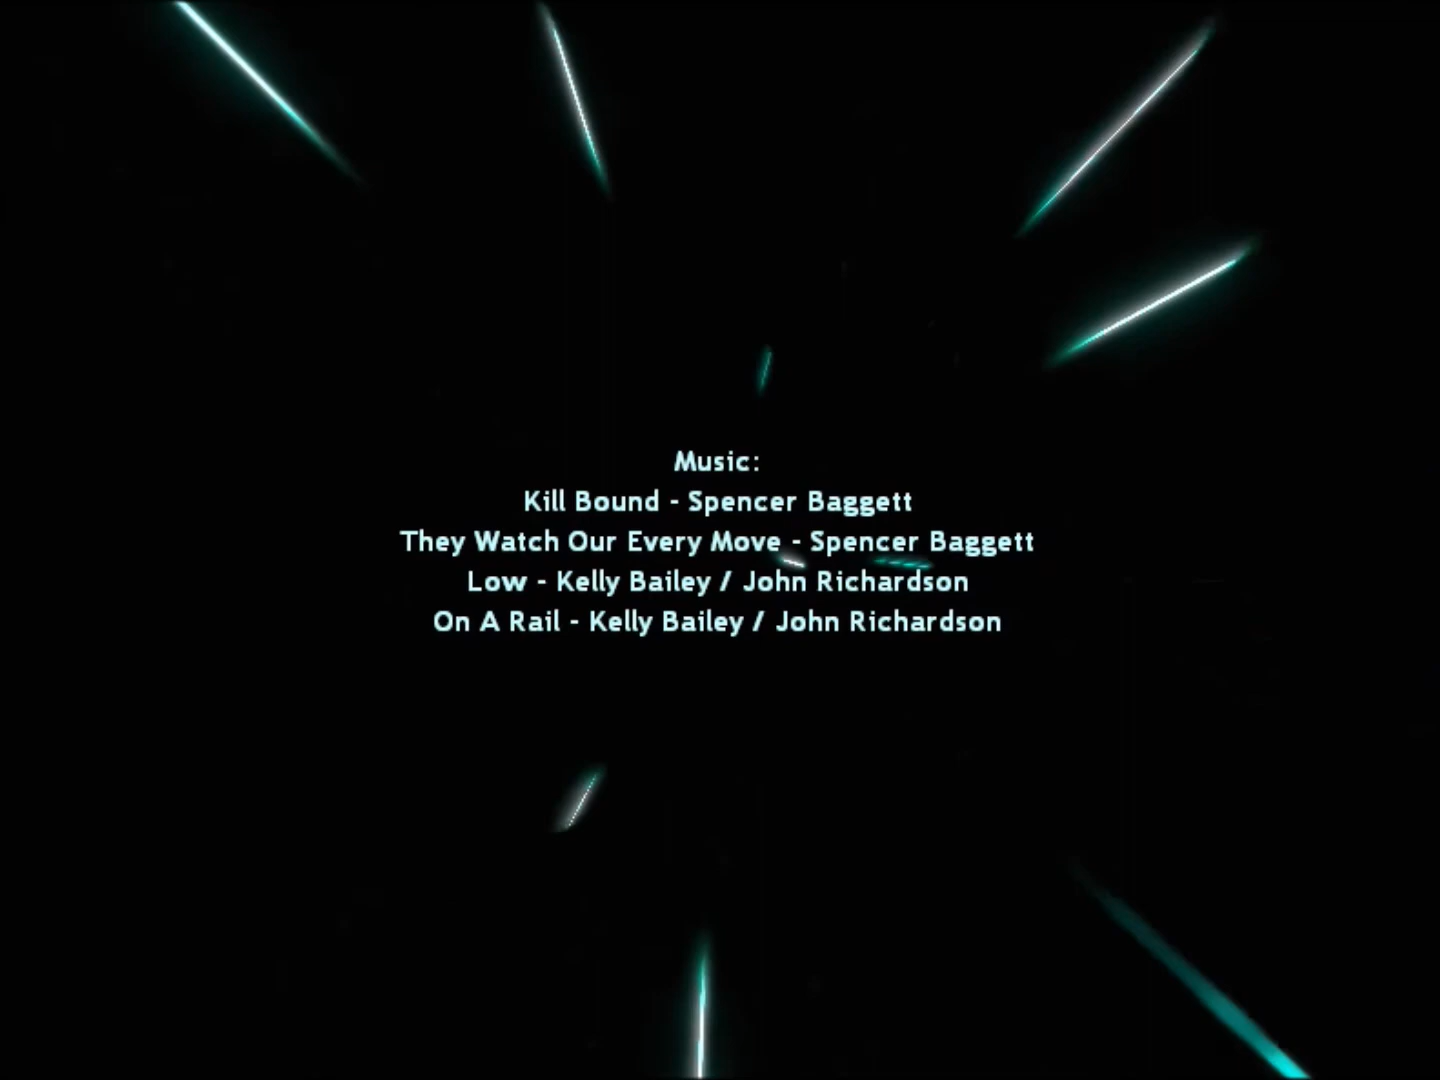 Music:
Kill Bound - Spencer Baggett
They Watch Our Every Move - Spencer Baggett
Low - Kelly Bailey / John Richardson
On A Rail - Kelly Bailey / John Richardson